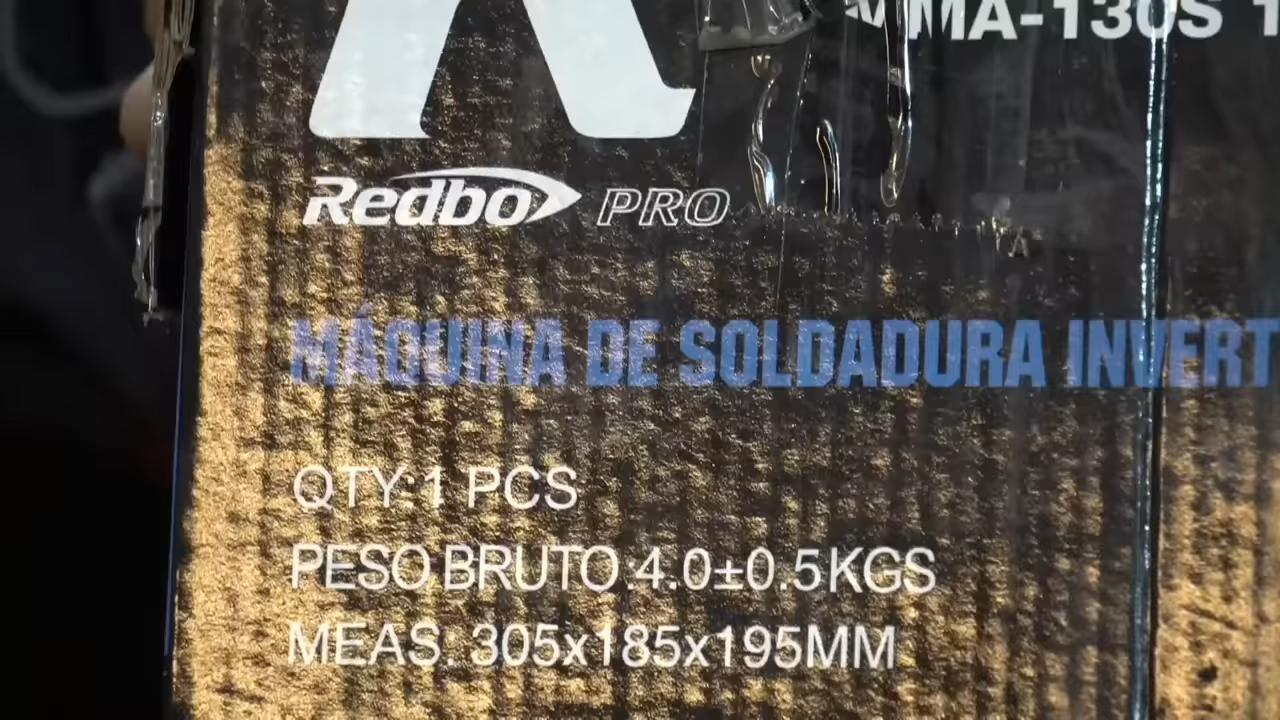 MMA-130S
Redbo PRO
MÁQUINA DE SOLDADURA INVERT
QTY:1 PCS
PESO BRUTO:4.0±0.5KGS
MEAS: 305x185x195MM